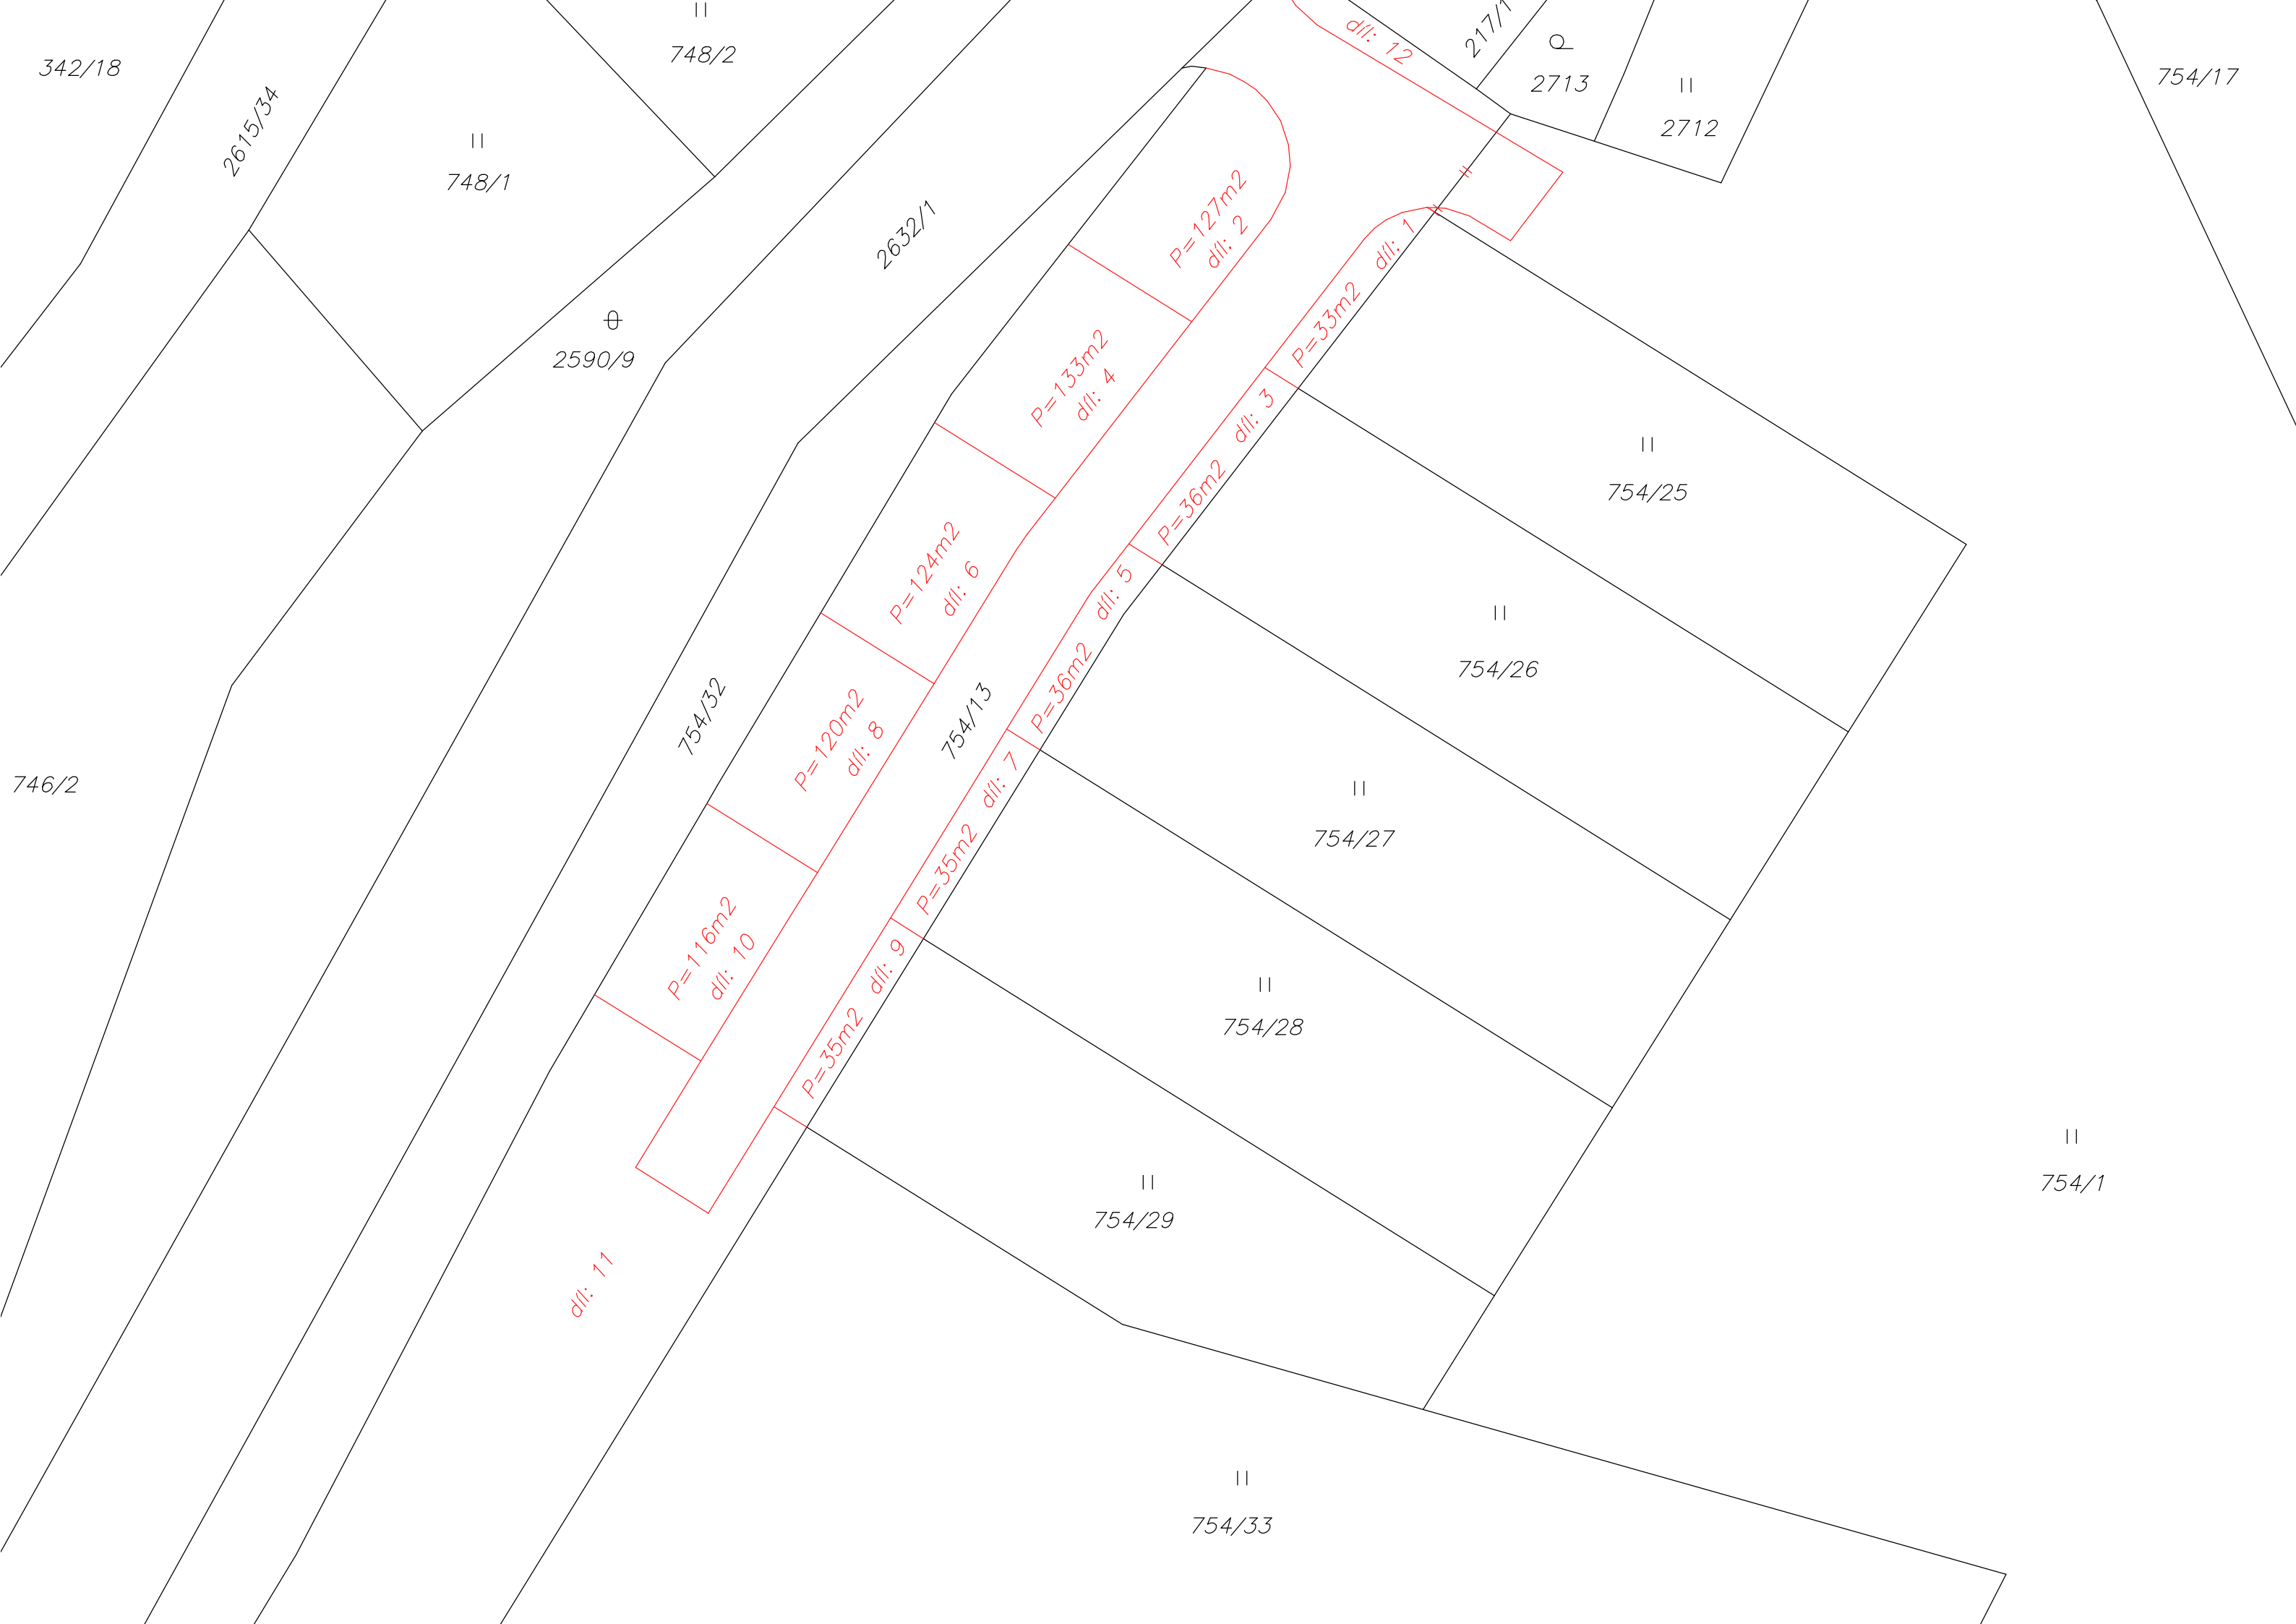 342/18
2615/34
748/2
748/1
2590/9
2632/1
díl: 12
217/1
2713
2712
754/17
P=127m2
díl: 2
P=33m2 díl: 1
P=133m2
díl: 4
P=36m2 díl: 3
754/25
P=124m2
díl: 6
P=36m2 díl: 5
754/26
754/32
754/13
P=120m2
díl: 8
P=35m2 díl: 7
754/27
746/2
P=116m2
díl: 10
P=35m2 díl: 9
754/28
754/29
754/1
díl: 11
754/33